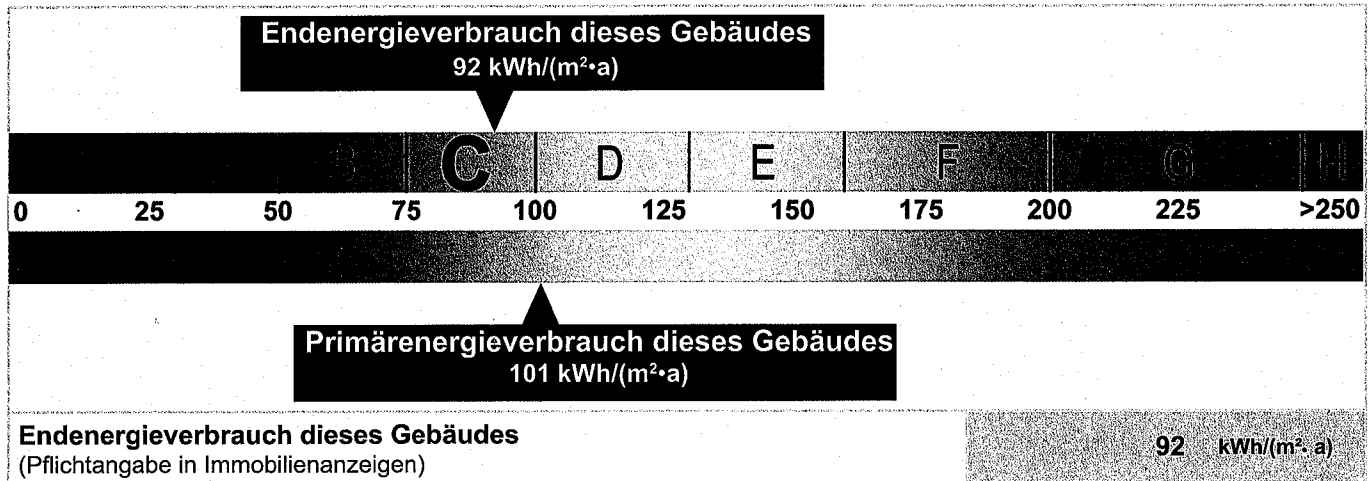 Endenergieverbrauch dieses Gebäudes
92 kWh/(m²•a)
B C D E F G H
0 25 50 75 100 125 150 175 200 225 >250
Primärenergieverbrauch dieses Gebäudes
101 kWh/(m²•a)
Endenergieverbrauch dieses Gebäudes
92 kWh/(m²· a)
(Pflichtangabe in Immobilienanzeigen)